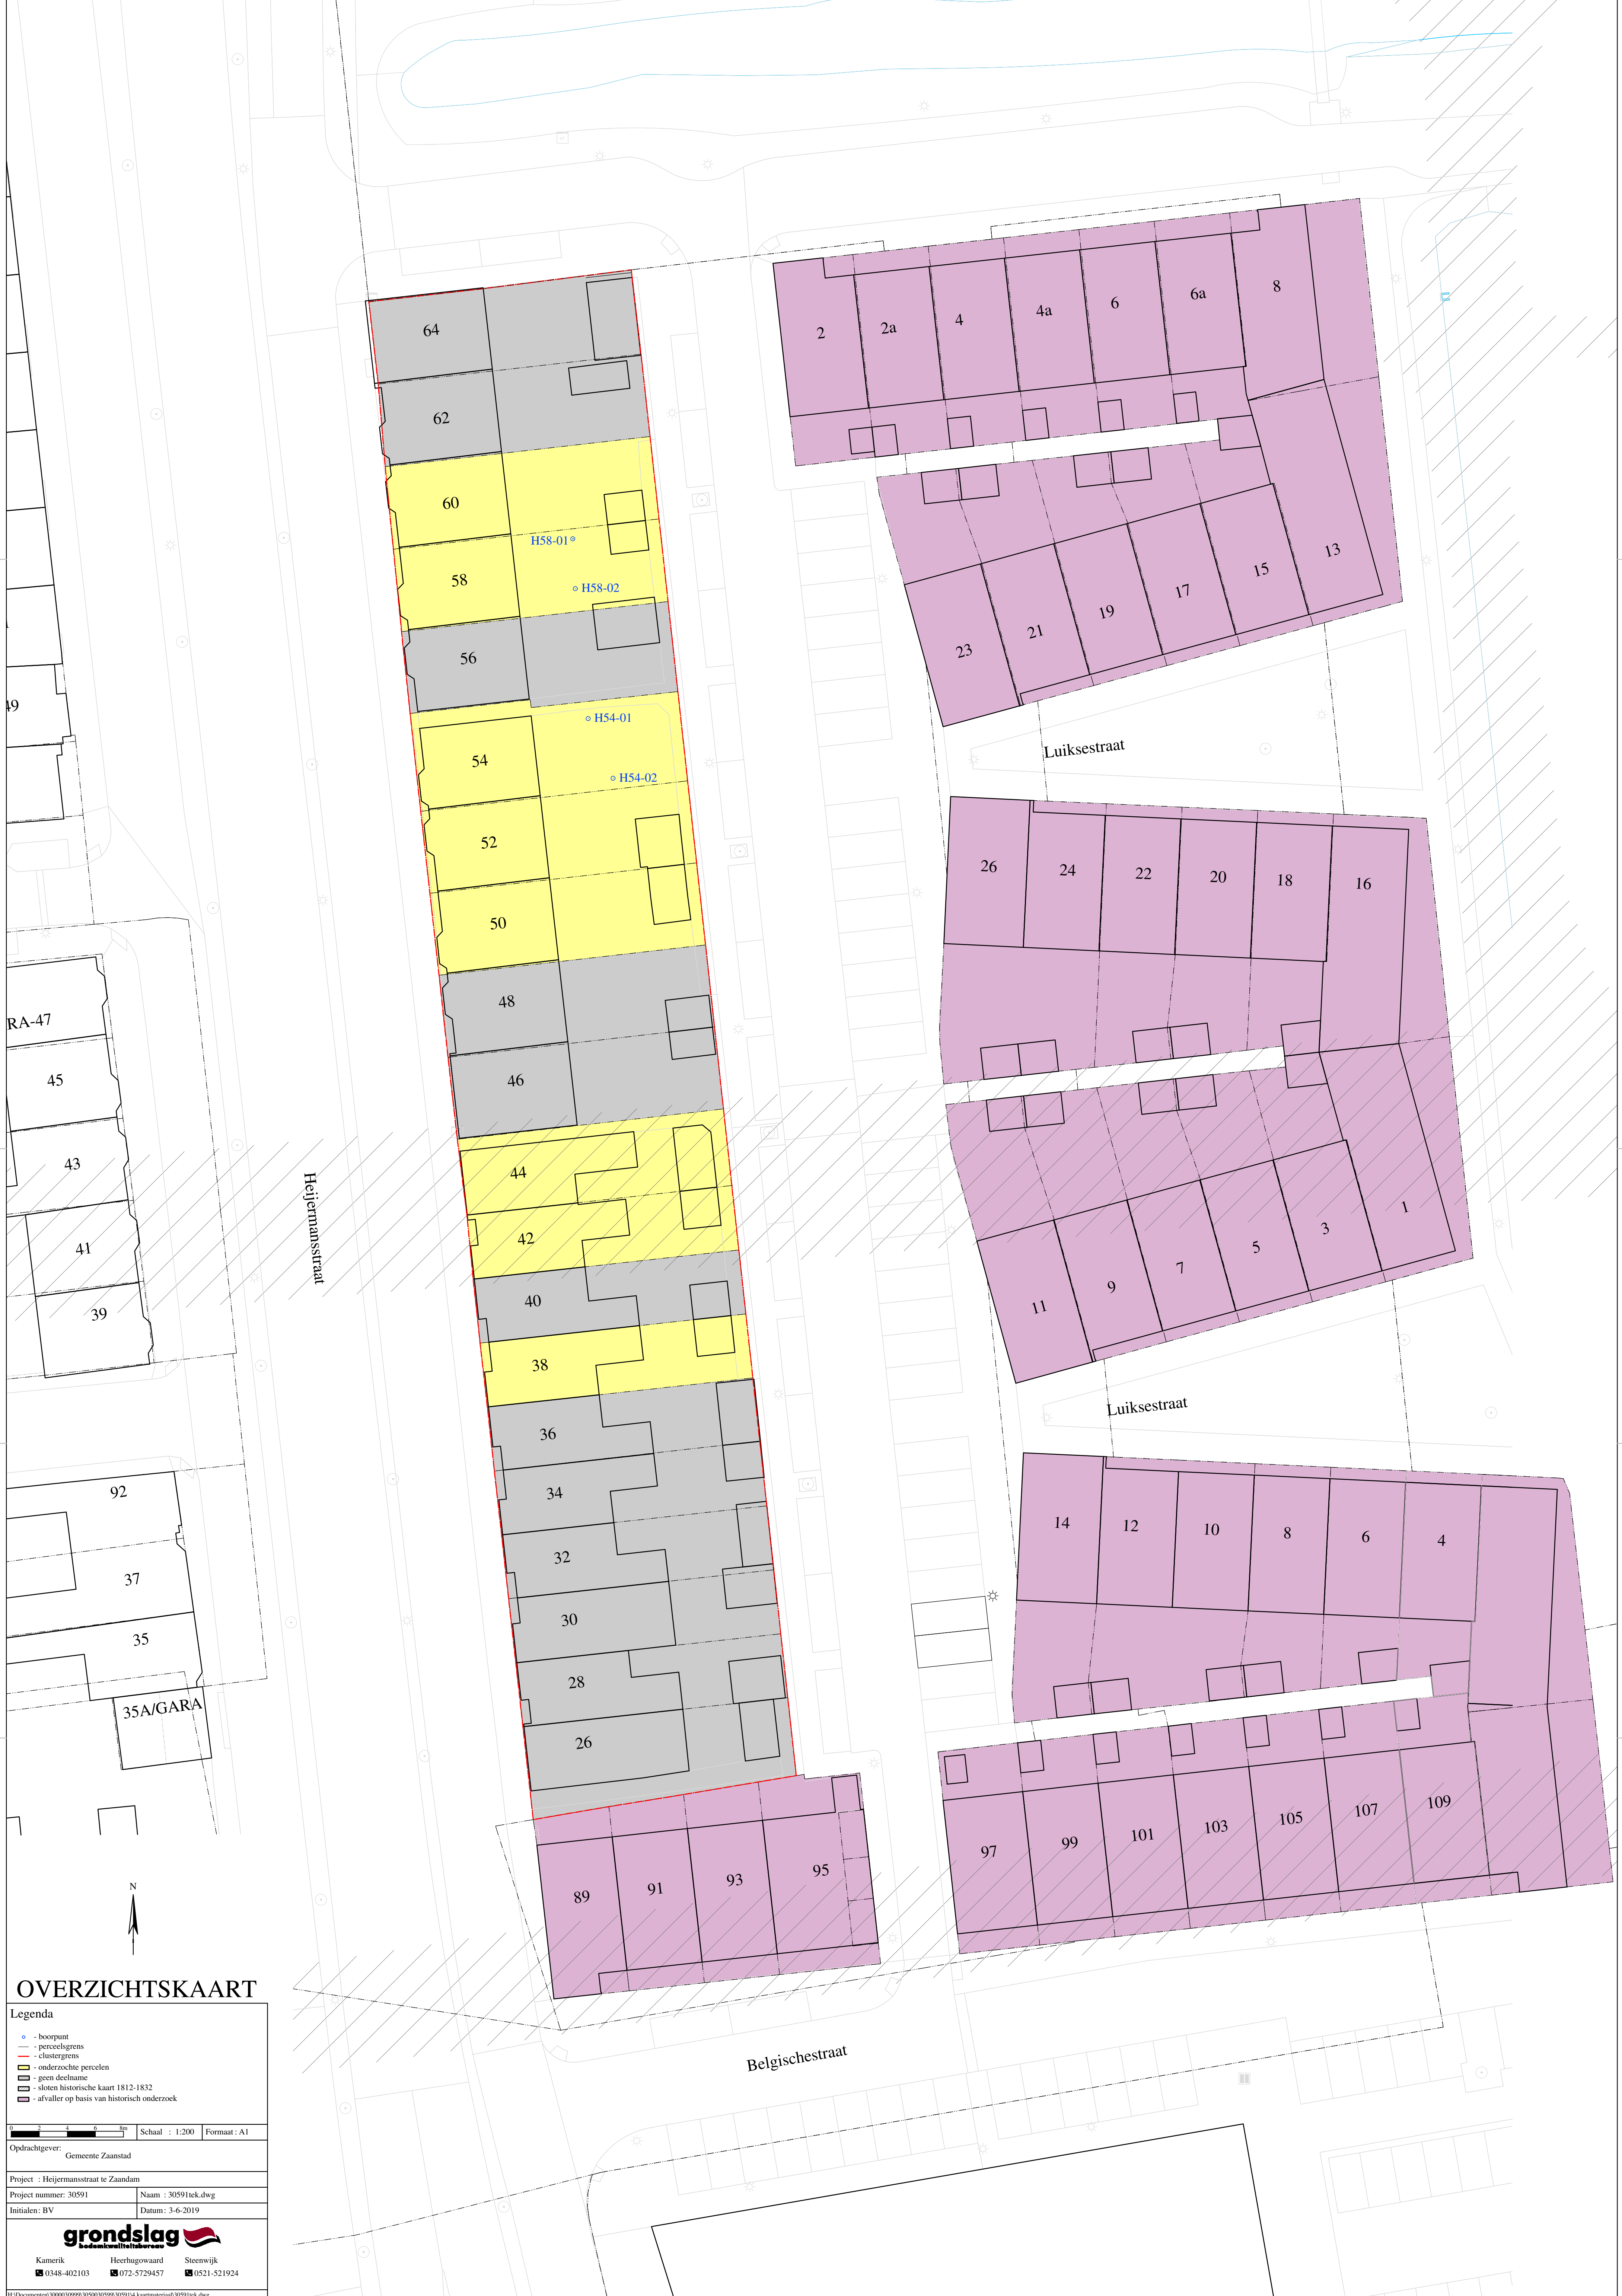 64
62
60
58
56
54
52
50
48
46
44
42
40
38
36
34
32
30
28
26
H58-01
H58-02
H54-01
H54-02
2
2a
4
4a
6
6a
8
23
21
19
17
15
13
Luiksestraat
26
24
22
20
18
16
11
9
7
5
3
1
Luiksestraat
14
12
10
8
6
4
97
99
101
103
105
107
109
89
91
93
95
Heijermansstraat
Belgischestraat
49
RA-47
45
43
41
39
92
37
35
35A/GARA
N
OVERZICHTSKAART
Legenda
- boorpunt
- perceelsgrens
- clustergrens
- onderzochte percelen
- geen deelname
- sloten historische kaart 1812-1832
- afvaller op basis van historisch onderzoek
0 2 4 6 8m
Schaal : 1:200 Formaat : A1
Opdrachtgever:
Gemeente Zaanstad
Project : Heijermansstraat te Zaandam
Project nummer: 30591 Naam : 30591tek.dwg
Initialen: BV Datum: 3-6-2019
grondslag
bodemkwaliteitsbureau
Kamerik Heerhugowaard Steenwijk
0348-402103 072-5729457 0521-521924